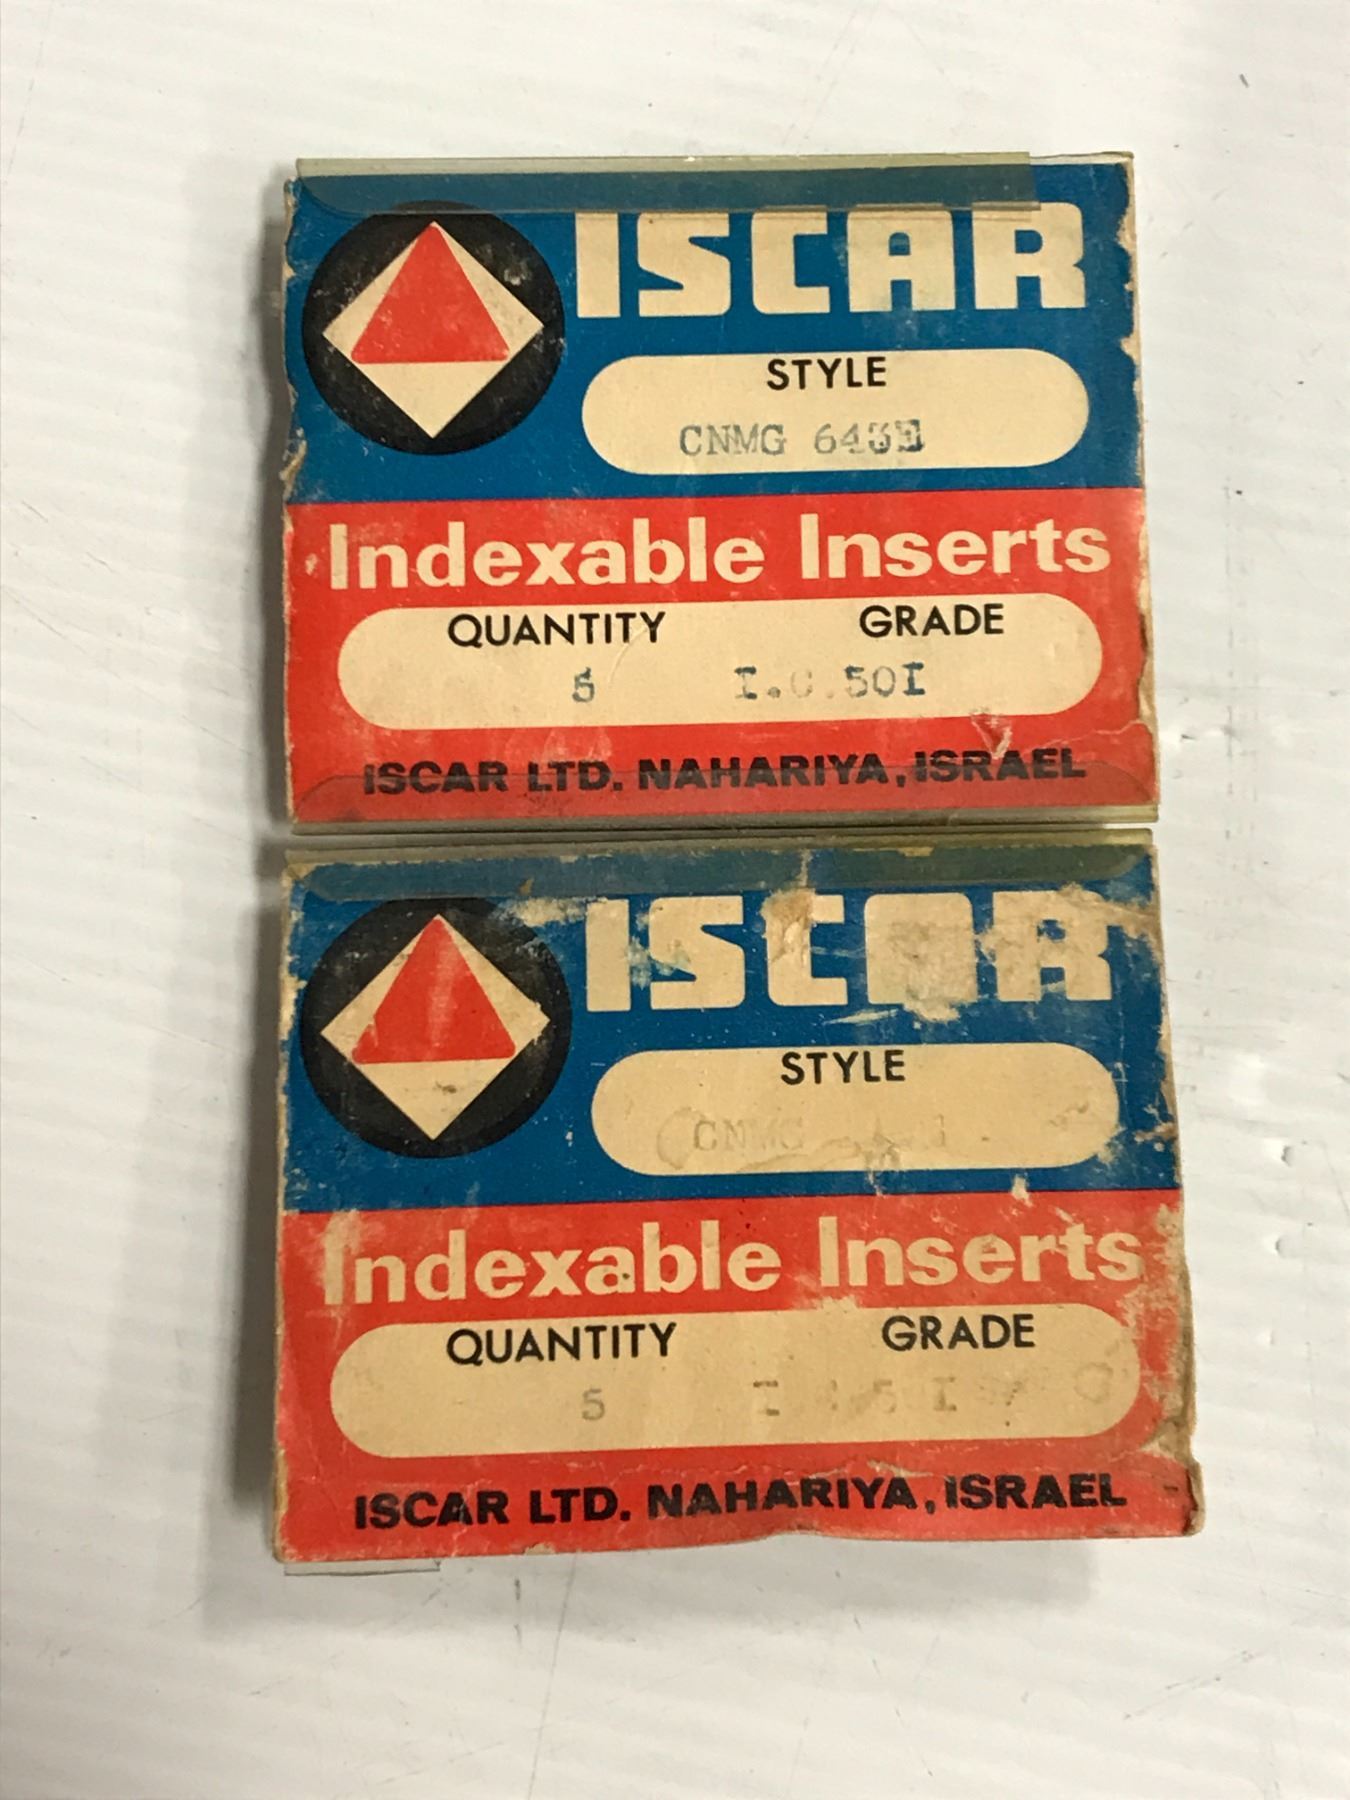 ISCAR
STYLE
CNMG 643E
Indexable Inserts
QUANTITY GRADE
5 I.C.50I
ISCAR LTD. NAHARIYA, ISRAEL
ISCAR
STYLE
CNMG
Indexable Inserts
QUANTITY GRADE
5
ISCAR LTD. NAHARIYA, ISRAEL